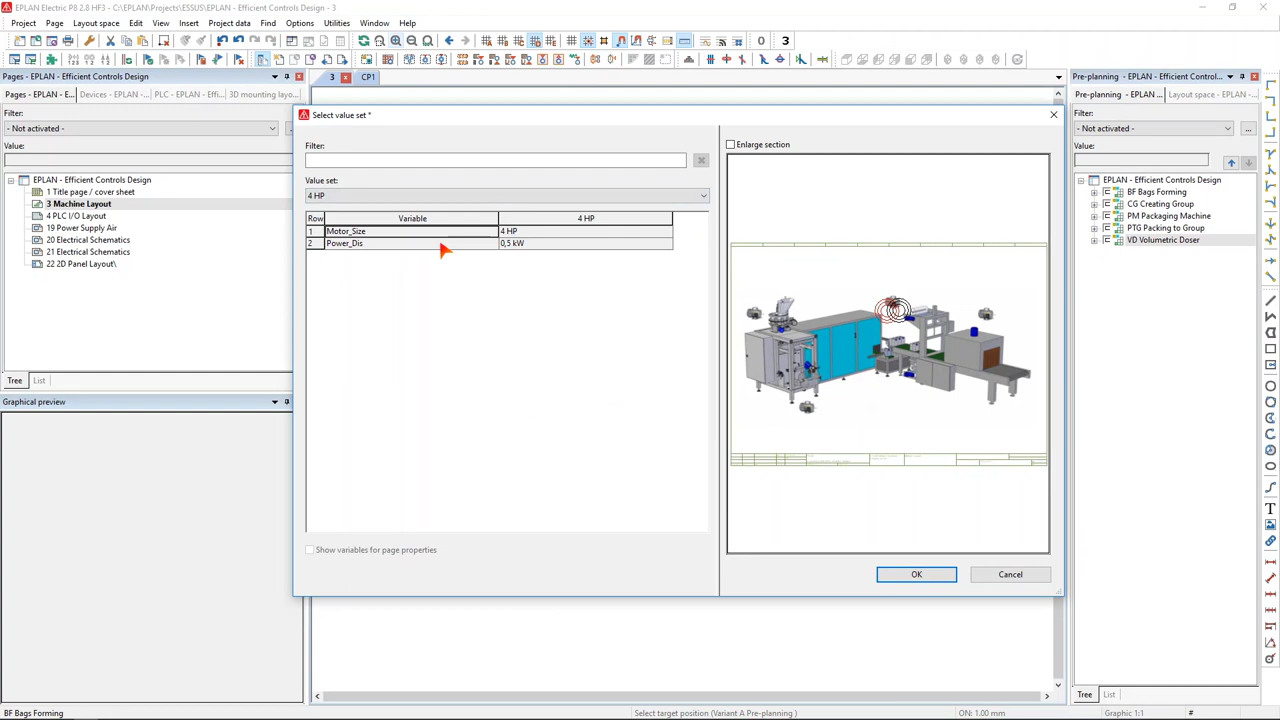 EPLAN Electric P8 2.8 HF3 - C:\EPLAN\Projects\ESSUS\EPLAN - Efficient Controls Design - 3
Project Page Layout space Edit View Insert Project data Find Options Utilities Window Help
0 3
Pages - EPLAN - Efficient Controls Design
Pages - EPLAN - E... Devices - EPLAN -... PLC - EPLAN - Effi... 3D mounting layo...
Filter:
- Not activated -
...
Value:
EPLAN - Efficient Controls Design
1 Title page / cover sheet
3 Machine Layout
4 PLC I/O Layout
19 Power Supply Air
20 Electrical Schematics
21 Electrical Schematics
22 2D Panel Layout\
Tree List
Graphical preview
3 CP1
Select value set *
Filter:
Value set:
4 HP
Row Variable 4 HP
1 Motor_Size 4 HP
2 Power_Dis 0,5 kW
Show variables for page properties
Enlarge section
OK Cancel
Pre-planning - EPLAN - Efficient Control...
Pre-planning - EPLAN ... Layout space - EPLAN -...
Filter:
- Not activated -
...
Value:
EPLAN - Efficient Controls Design
BF Bags Forming
CG Creating Group
PM Packaging Machine
PTG Packing to Group
VD Volumetric Doser
Tree List
BF Bags Forming
Select target position (Variant A Pre-planning )
ON: 1.00 mm
Graphic 1:1
#